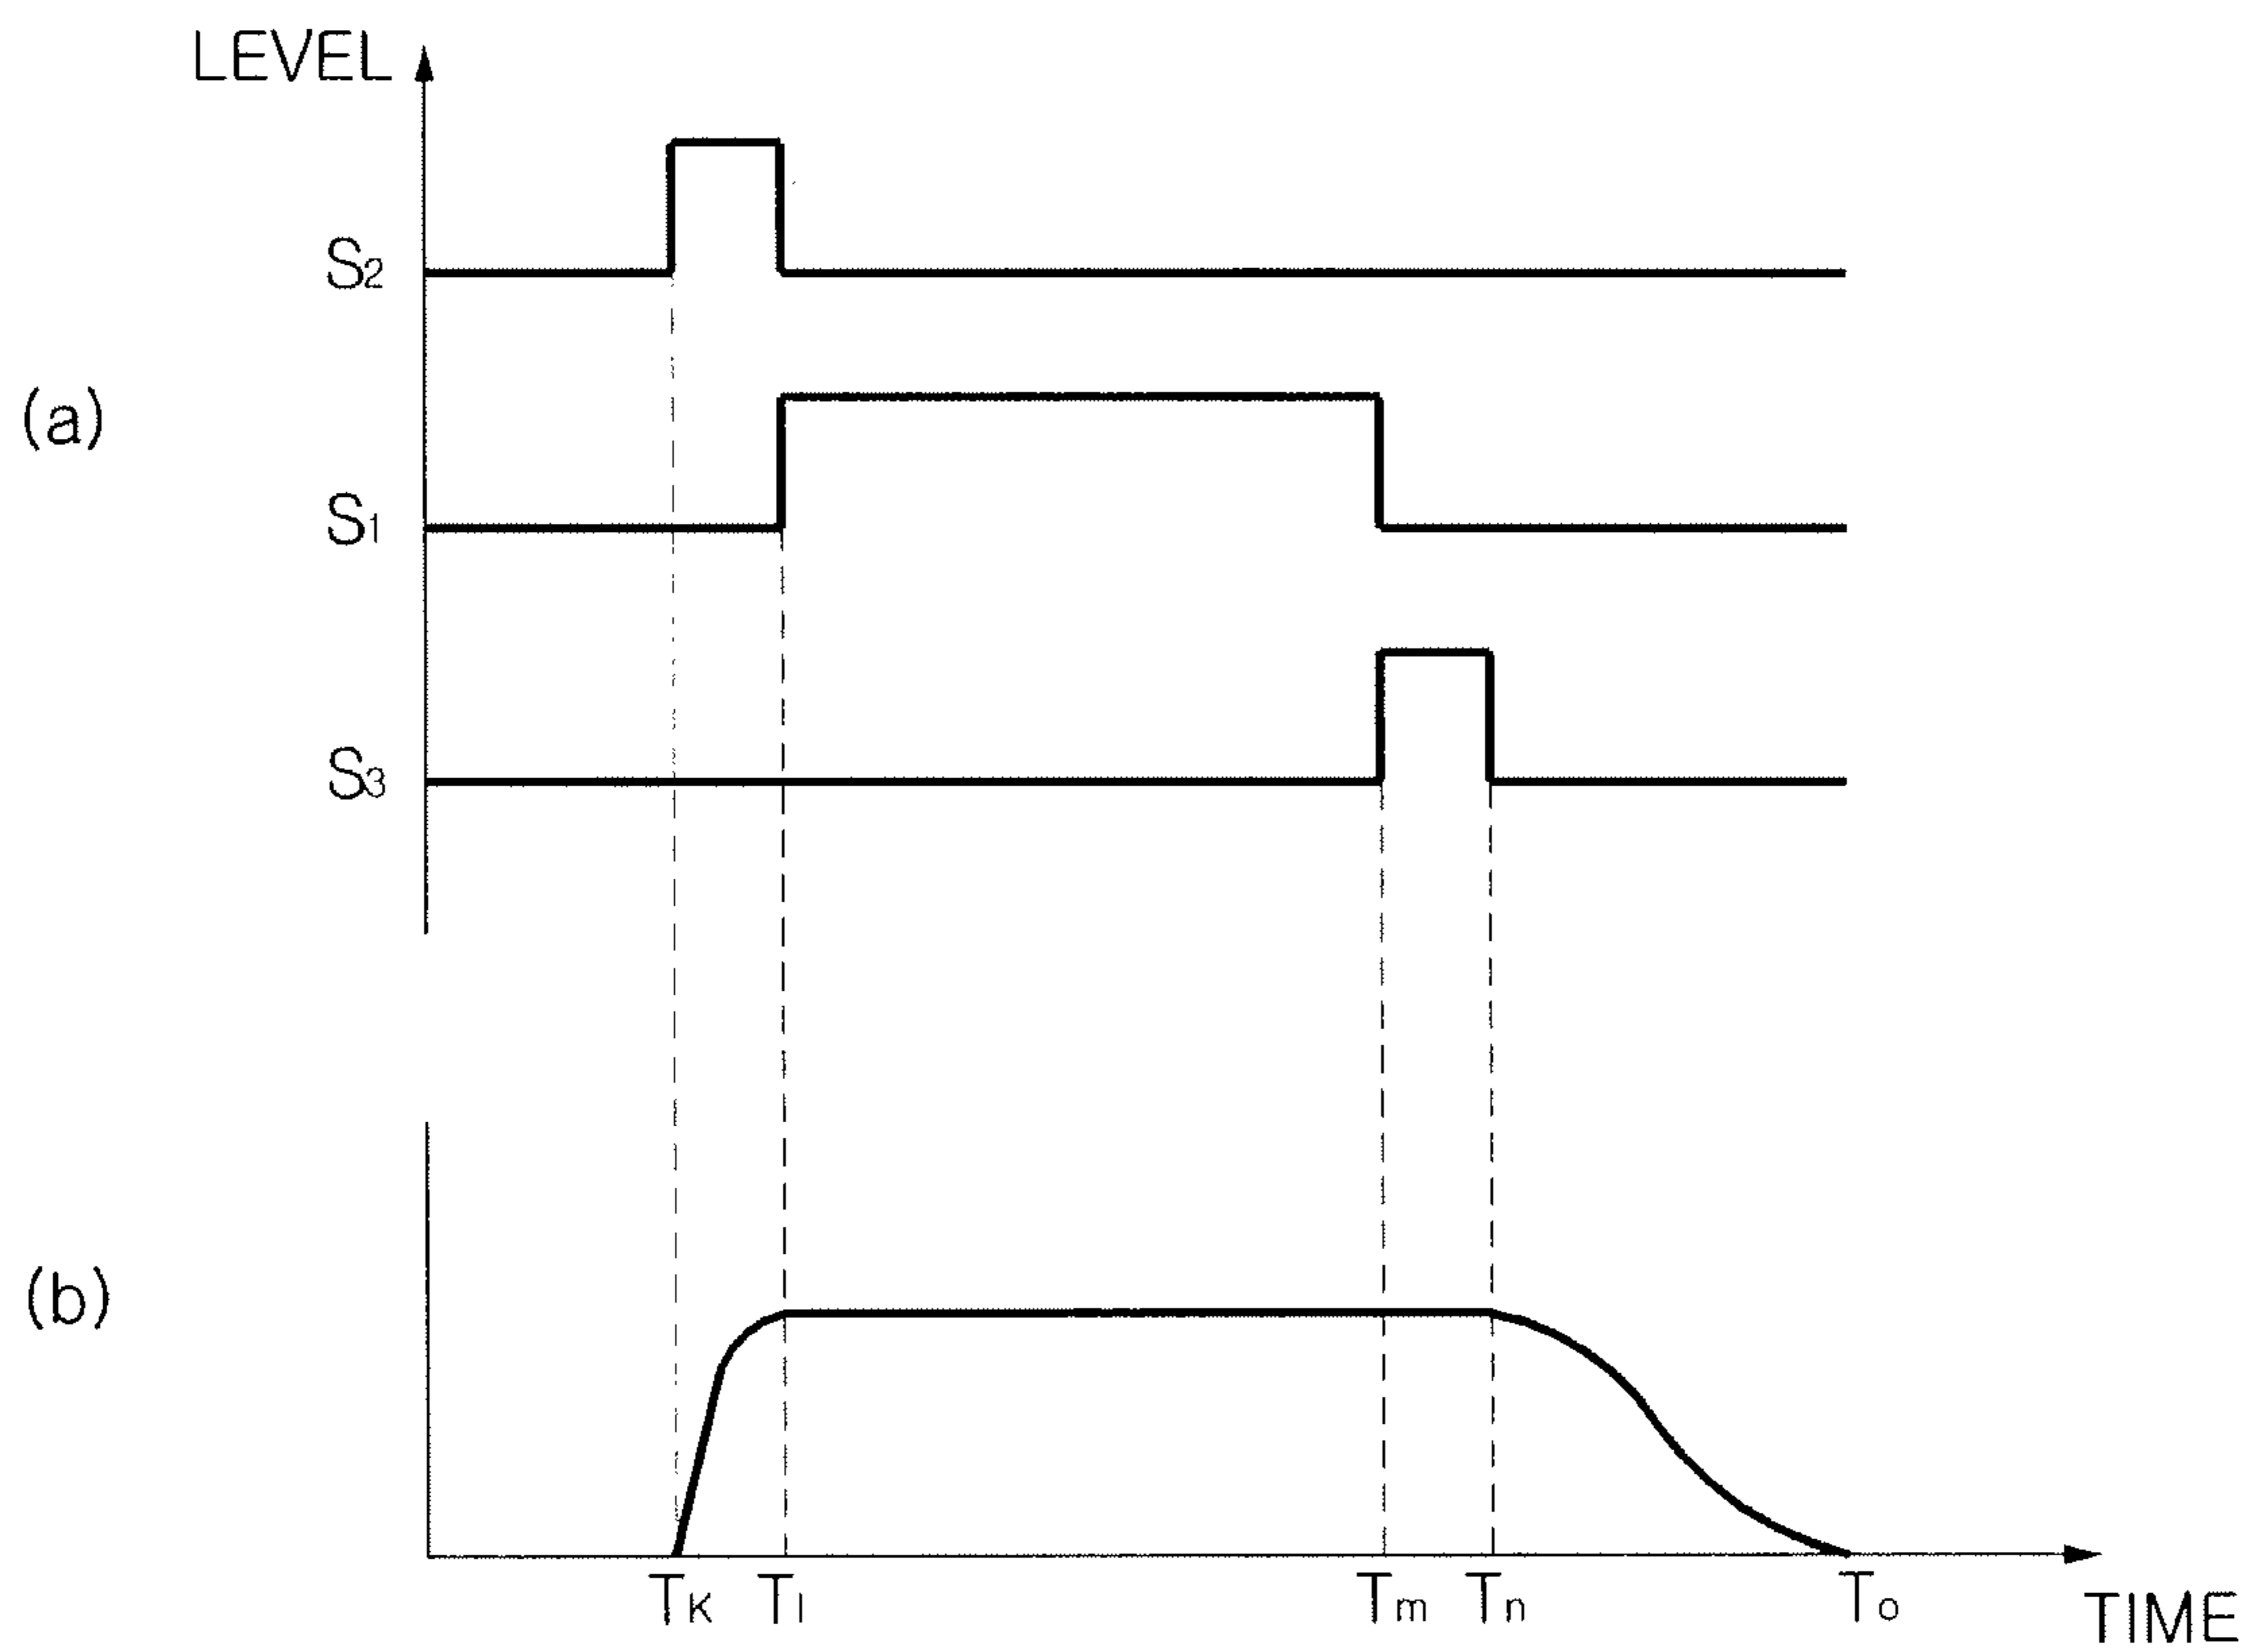 LEVEL
S2
(a)
S1
S3
(b)
Tk Tl Tm Tn To
TIME